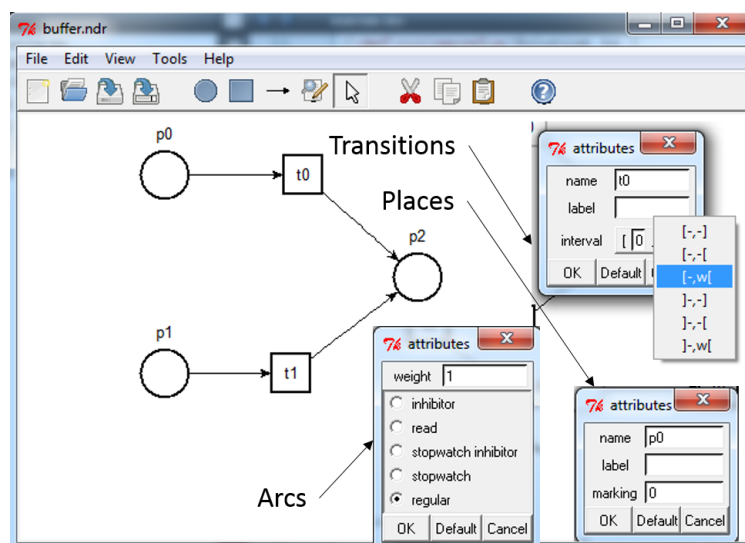 buffer.ndr
File Edit View Tools Help
p0
t0
p2
p1
t1
Transitions
Places
Arcs
attributes
name t0
label
interval [ 0
OK Default
[-,-]
[-,-[
[-,w[
]-,-]
]-,-[
]-,w[
attributes
weight 1
inhibitor
read
stopwatch inhibitor
stopwatch
regular
OK Default Cancel
attributes
name p0
label
marking 0
OK Default Cancel